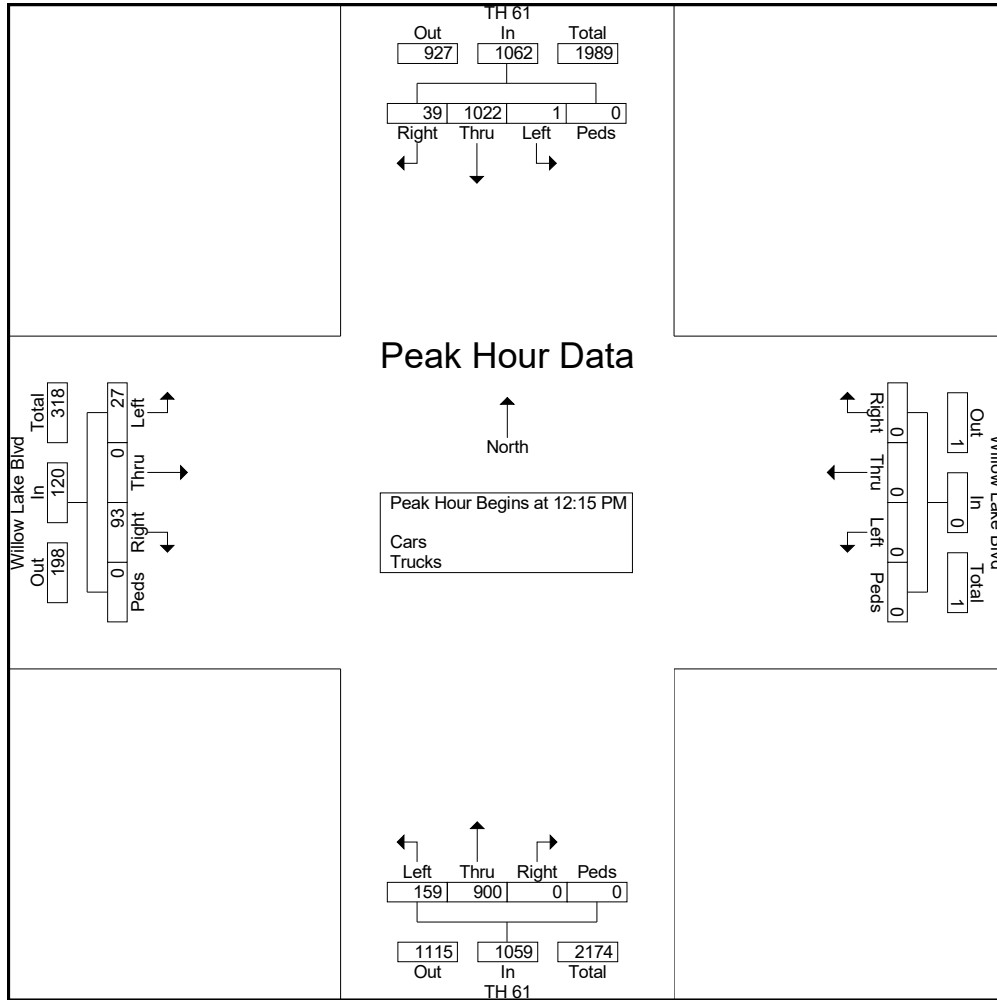 TH 61
Out In Total
927 1062 1989
39 1022 1 0
Right Thru Left Peds
Peak Hour Data
North
Peak Hour Begins at 12:15 PM
Cars
Trucks
Willow Lake Blvd
Total In Out
318 120 198
27 0 93 0
Left Thru Right Peds
Right Thru Left Peds
0 0 0 0
1 0 1
Out In Total
Willow Lake Blvd
Left Thru Right Peds
159 900 0 0
1115 1059 2174
Out In Total
TH 61